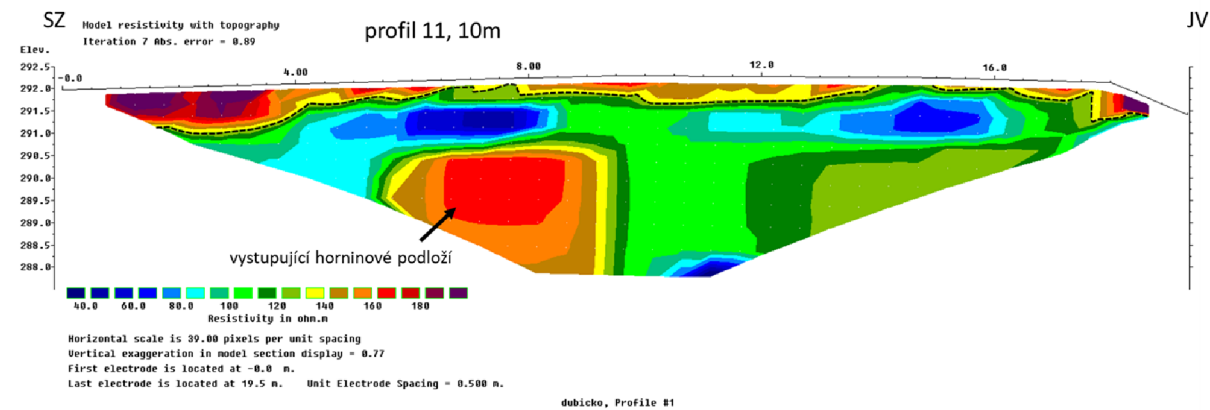 SZ
JV
Model resistivity with topography
Iteration 7 Abs. error = 0.89
profil 11, 10m
Elev.
292.5
292.0
291.5
291.0
290.5
290.0
289.5
289.0
288.5
288.0
-0.0
4.00
8.00
12.0
16.0
vystupující horninové podloží
40.0 60.0 80.0 100 120 140 160 180
Resistivity in ohm.m
Horizontal scale is 39.00 pixels per unit spacing
Vertical exaggeration in model section display = 0.77
First electrode is located at -0.0 m.
Last electrode is located at 19.5 m. Unit Electrode Spacing = 0.500 m.
dubicko, Profile #1